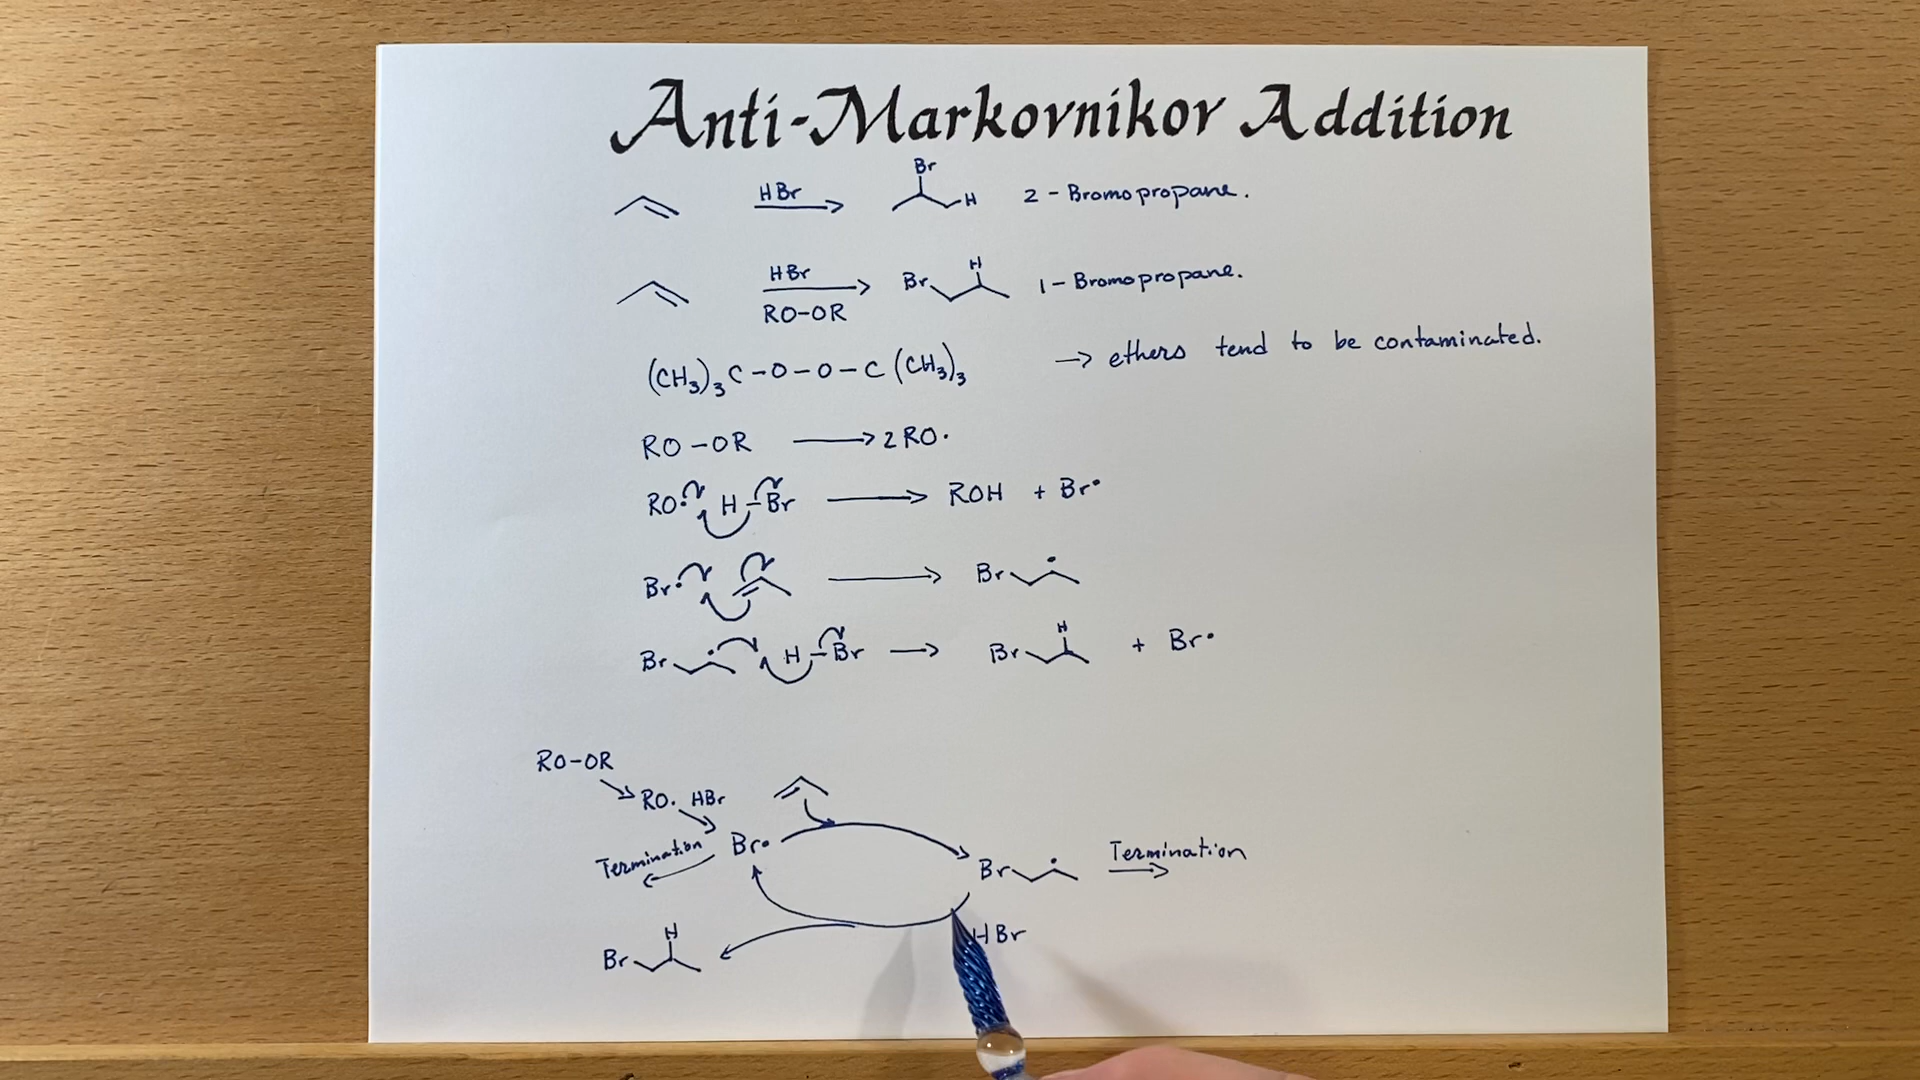 Anti-Markovnikov Addition
HBr
Br
H
2 - Bromopropane.
HBr
RO-OR
Br
H
1 - Bromopropane.
(CH₃)₃C-O-O-C(CH₃)₃ → ethers tend to be contaminated.
RO-OR → 2RO·
RO· H-Br → ROH + Br·
Br· → Br
Br H-Br → Br H + Br·
RO-OR
RO· HBr
Br·
Termination
Br
Termination
HBr
Br H